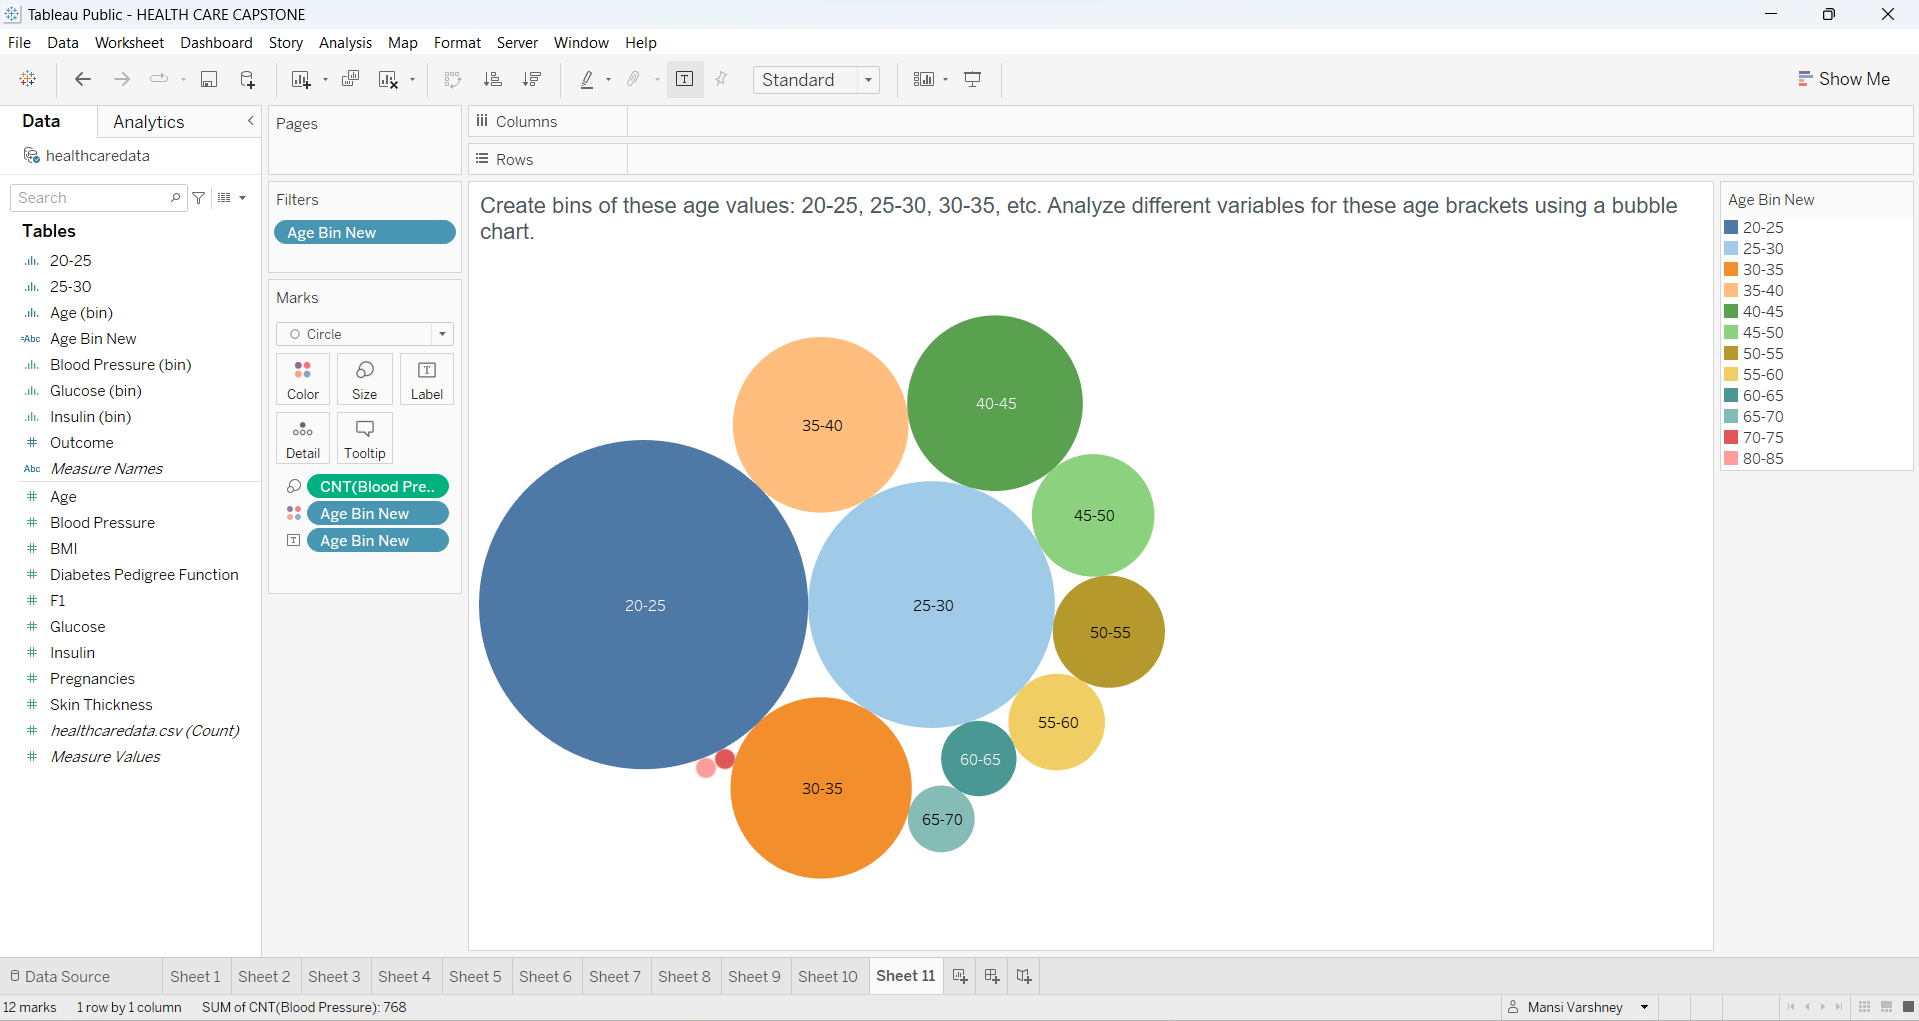 Tableau Public - HEALTH CARE CAPSTONE
File Data Worksheet Dashboard Story Analysis Map Format Server Window Help
Standard
Show Me
Data Analytics
healthcaredata
Search
Tables
20-25
25-30
Age (bin)
=Abc Age Bin New
Blood Pressure (bin)
Glucose (bin)
Insulin (bin)
# Outcome
Abc Measure Names
# Age
# Blood Pressure
# BMI
# Diabetes Pedigree Function
# F1
# Glucose
# Insulin
# Pregnancies
# Skin Thickness
# healthcaredata.csv (Count)
# Measure Values
Pages
Filters
Age Bin New
Marks
Circle
Color Size Label
Detail Tooltip
CNT(Blood Pre..
Age Bin New
Age Bin New
Columns
Rows
Create bins of these age values: 20-25, 25-30, 30-35, etc. Analyze different variables for these age brackets using a bubble
chart.
40-45
35-40
45-50
20-25
25-30
50-55
55-60
60-65
30-35
65-70
Age Bin New
20-25
25-30
30-35
35-40
40-45
45-50
50-55
55-60
60-65
65-70
70-75
80-85
Data Source Sheet 1 Sheet 2 Sheet 3 Sheet 4 Sheet 5 Sheet 6 Sheet 7 Sheet 8 Sheet 9 Sheet 10 Sheet 11
12 marks 1 row by 1 column SUM of CNT(Blood Pressure): 768
Mansi Varshney